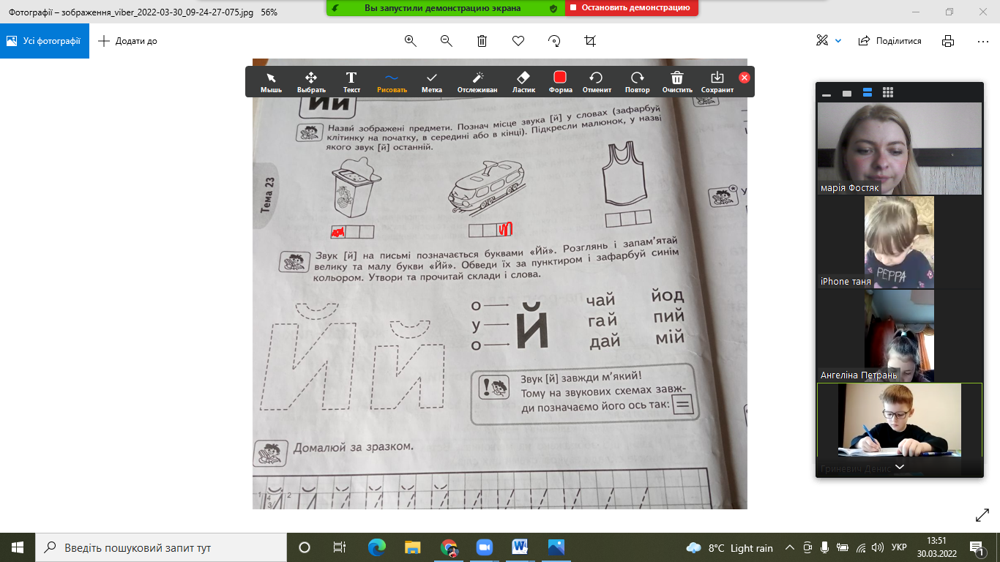 Фотографії – зображення_viber_2022-03-30_09-24-27-075.jpg 56%
Вы запустили демонстрацию экрана
Остановить демонстрацию
Усі фотографії
Додати до
Поділитися
Мышь Выбрать Текст Рисовать Метка Отслеживан Ластик Форма Отменит Повтор Очистить Сохранит
Йй
Назви зображені предмети. Познач місце звука [й] у словах (зафарбуй
клітинку на початку, в середині або в кінці). Підкресли малюнок, у назві
якого звук [й] останній.
Тема 23
Звук [й] на письмі позначається буквами «Йй». Розглянь і запам’ятай
велику та малу букви «Йй». Обведи їх за пунктиром і зафарбуй синім
кольором. Утвори та прочитай склади і слова.
Йй
о
у Й
о
чай йод
гай пий
дай мій
Звук [й] завжди м’який!
Тому на звукових схемах завж-
ди позначаємо його ось так: =
Домалюй за зразком.
марія Фостяк
iPhone таня
PEPPA
Ангеліна Петрань
Гриневич Денис
Введіть пошуковий запит тут
8°C Light rain
УКР
13:51
30.03.2022
1